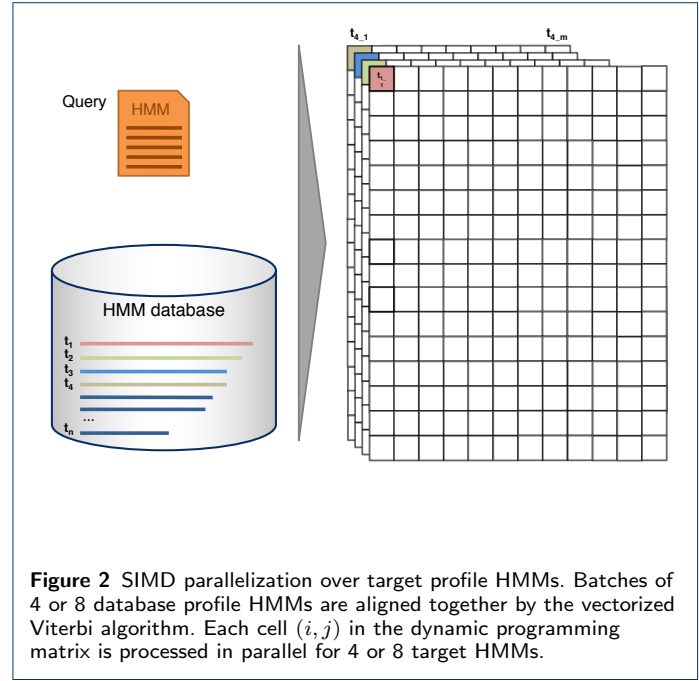 t4_1
t4_m
t1_
1
Query
HMM
HMM database
t1
t2
t3
t4
...
tn
Figure 2 SIMD parallelization over target profile HMMs. Batches of
4 or 8 database profile HMMs are aligned together by the vectorized
Viterbi algorithm. Each cell (i, j) in the dynamic programming
matrix is processed in parallel for 4 or 8 target HMMs.